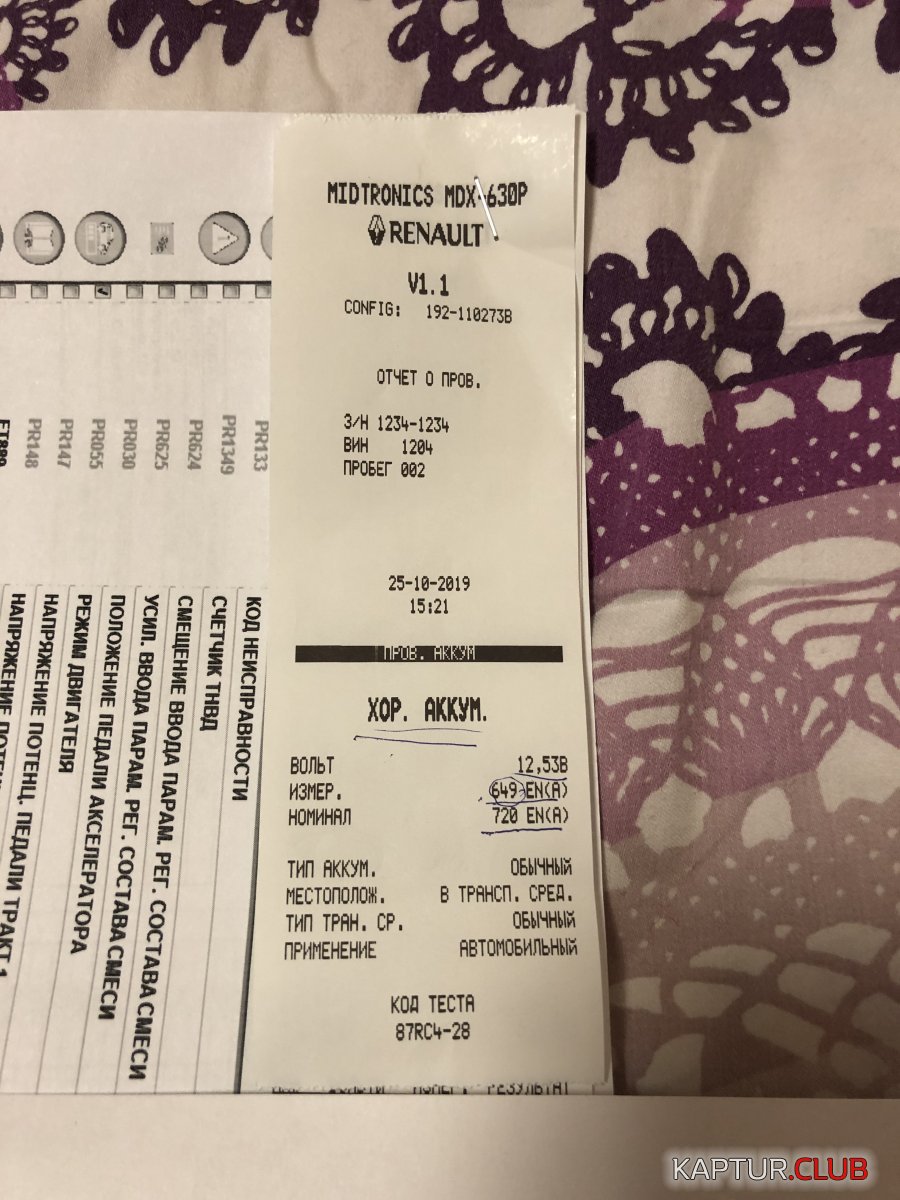 MIDTRONICS MDX-630P
RENAULT
V1.1
CONFIG: 192-110273B
ОТЧЕТ О ПРОВ.
З/Н 1234-1234
ВИН 1204
ПРОБЕГ 002
25-10-2019
15:21
ПРОВ. АККУМ
ХОР. АККУМ.
ВОЛЬТ 12,53В
ИЗМЕР. 649 EN(A)
НОМИНАЛ 720 EN(A)
ТИП АККУМ. ОБЫЧНЫЙ
МЕСТОПОЛОЖ. В ТРАНСП. СРЕД.
ТИП ТРАН. СР. ОБЫЧНЫЙ
ПРИМЕНЕНИЕ АВТОМОБИЛЬНЫЙ
КОД ТЕСТА
87RC4-28
PR133 КОД НЕИСПРАВНОСТИ
PR1349 СЧЕТЧИК ТНВД
PR624 СМЕЩЕНИЕ ВВОДА ПАРАМ. РЕГ. СОСТАВА СМЕСИ
PR625 УСИЛ. ВВОДА ПАРАМ. РЕГ. СОСТАВА СМЕСИ
PR030 ПОЛОЖЕНИЕ ПЕДАЛИ АКСЕЛЕРАТОРА
PR055 РЕЖИМ ДВИГАТЕЛЯ
PR147 НАПРЯЖЕНИЕ ПОТЕНЦ. ПЕДАЛИ ТРАКТ 1
PR148 НАПРЯЖЕНИЕ
KAPTUR.CLUB